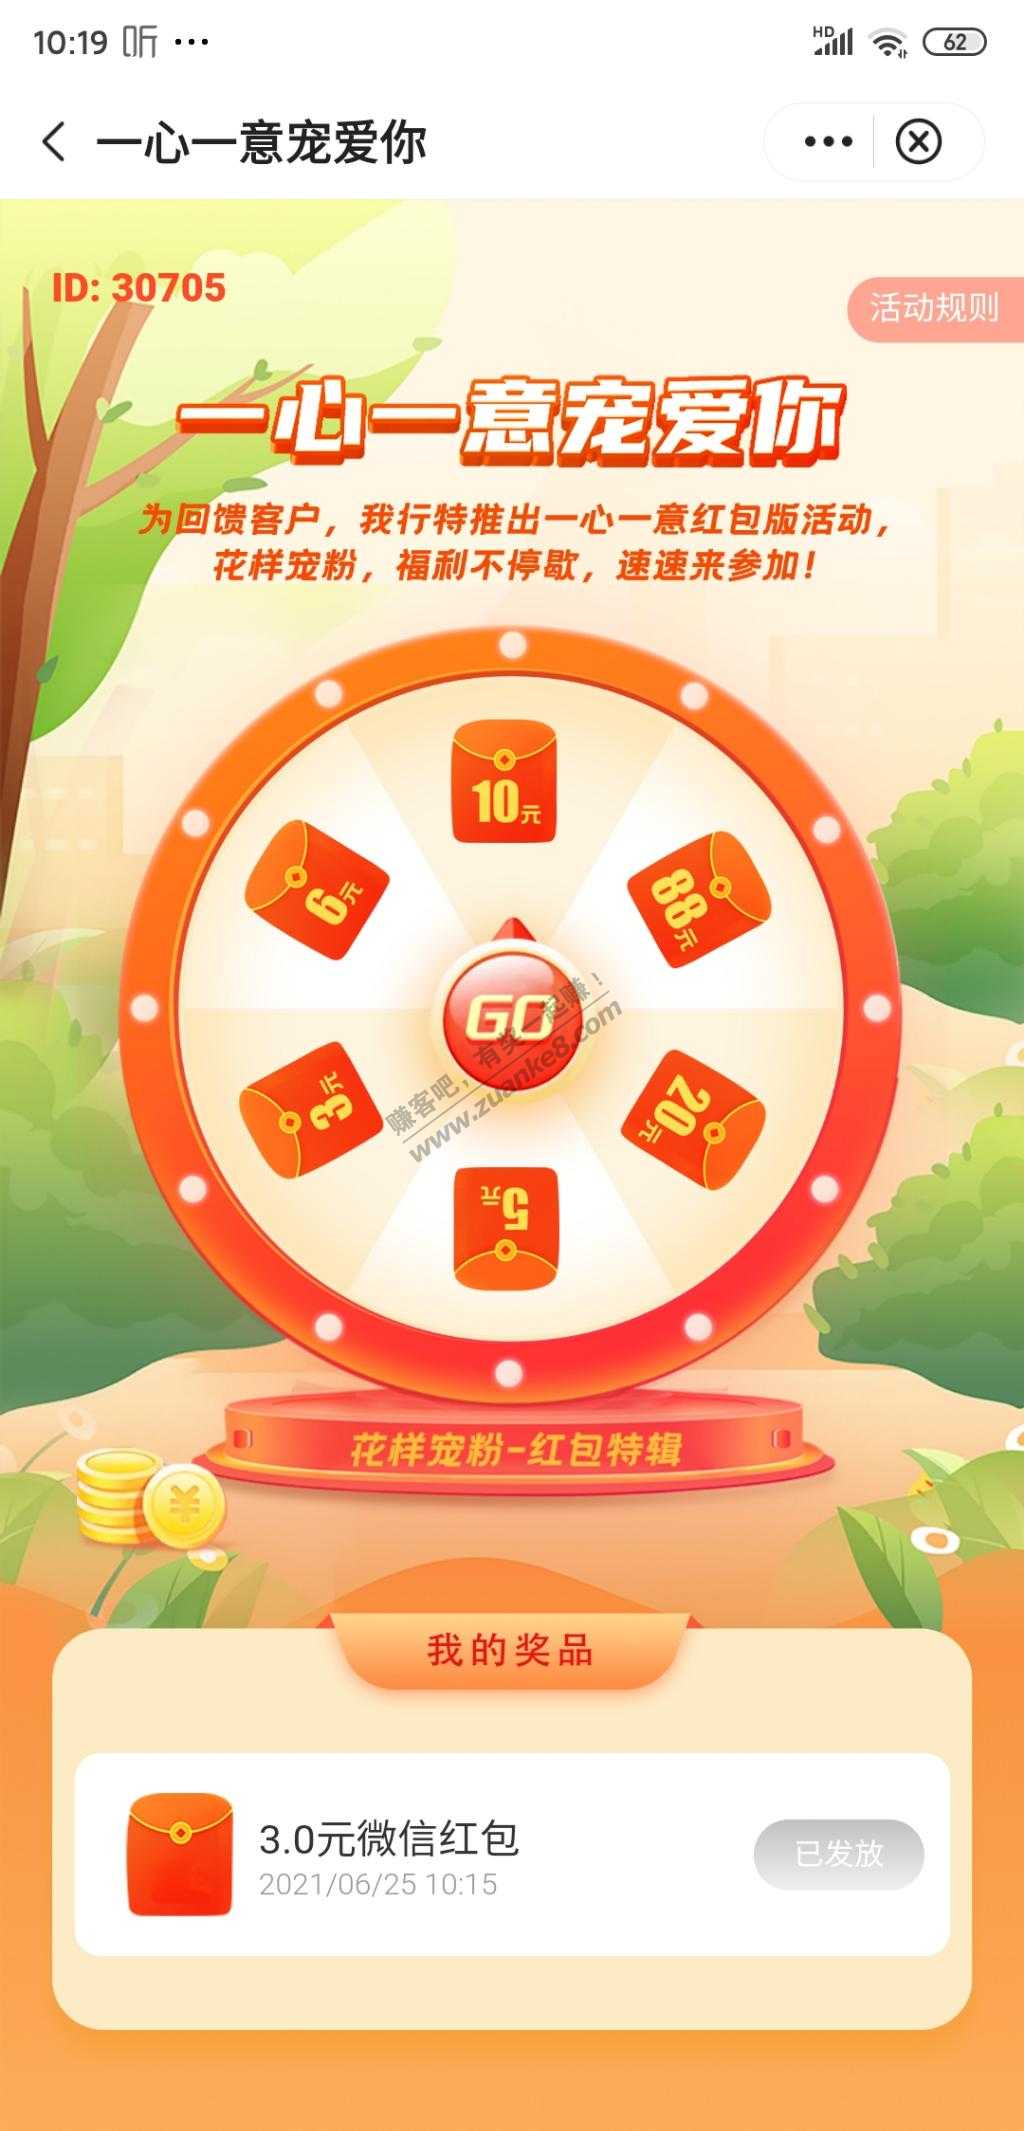 10:19 听 ···
HD 62
一心一意宠爱你
ID: 30705
活动规则
一心一意宠爱你
为回馈客户，我行特推出一心一意红包版活动，
花样宠粉，福利不停歇，速速来参加！
10元
6元
88元
GO
赚客吧，有奖一起赚！
www.zuanke8.com
3元
20元
5元
花样宠粉-红包特辑
¥
我的奖品
3.0元微信红包
2021/06/25 10:15
已发放